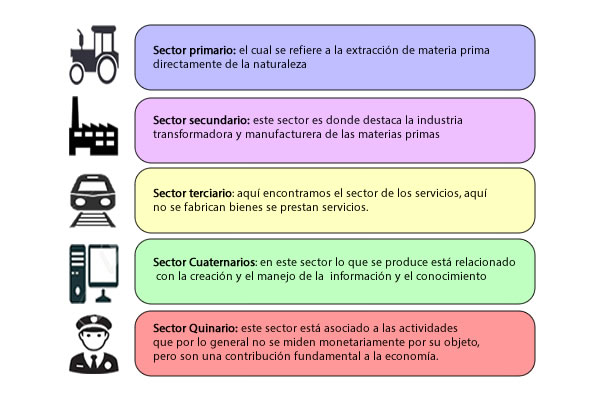 Sector primario: el cual se refiere a la extracción de materia prima
directamente de la naturaleza
Sector secundario: este sector es donde destaca la industria
transformadora y manufacturera de las materias primas
Sector terciario: aquí encontramos el sector de los servicios, aquí
no se fabrican bienes se prestan servicios.
Sector Cuaternarios: en este sector lo que se produce está relacionado
con la creación y el manejo de la información y el conocimiento
Sector Quinario: este sector está asociado a las actividades
que por lo general no se miden monetariamente por su objeto,
pero son una contribución fundamental a la economía.